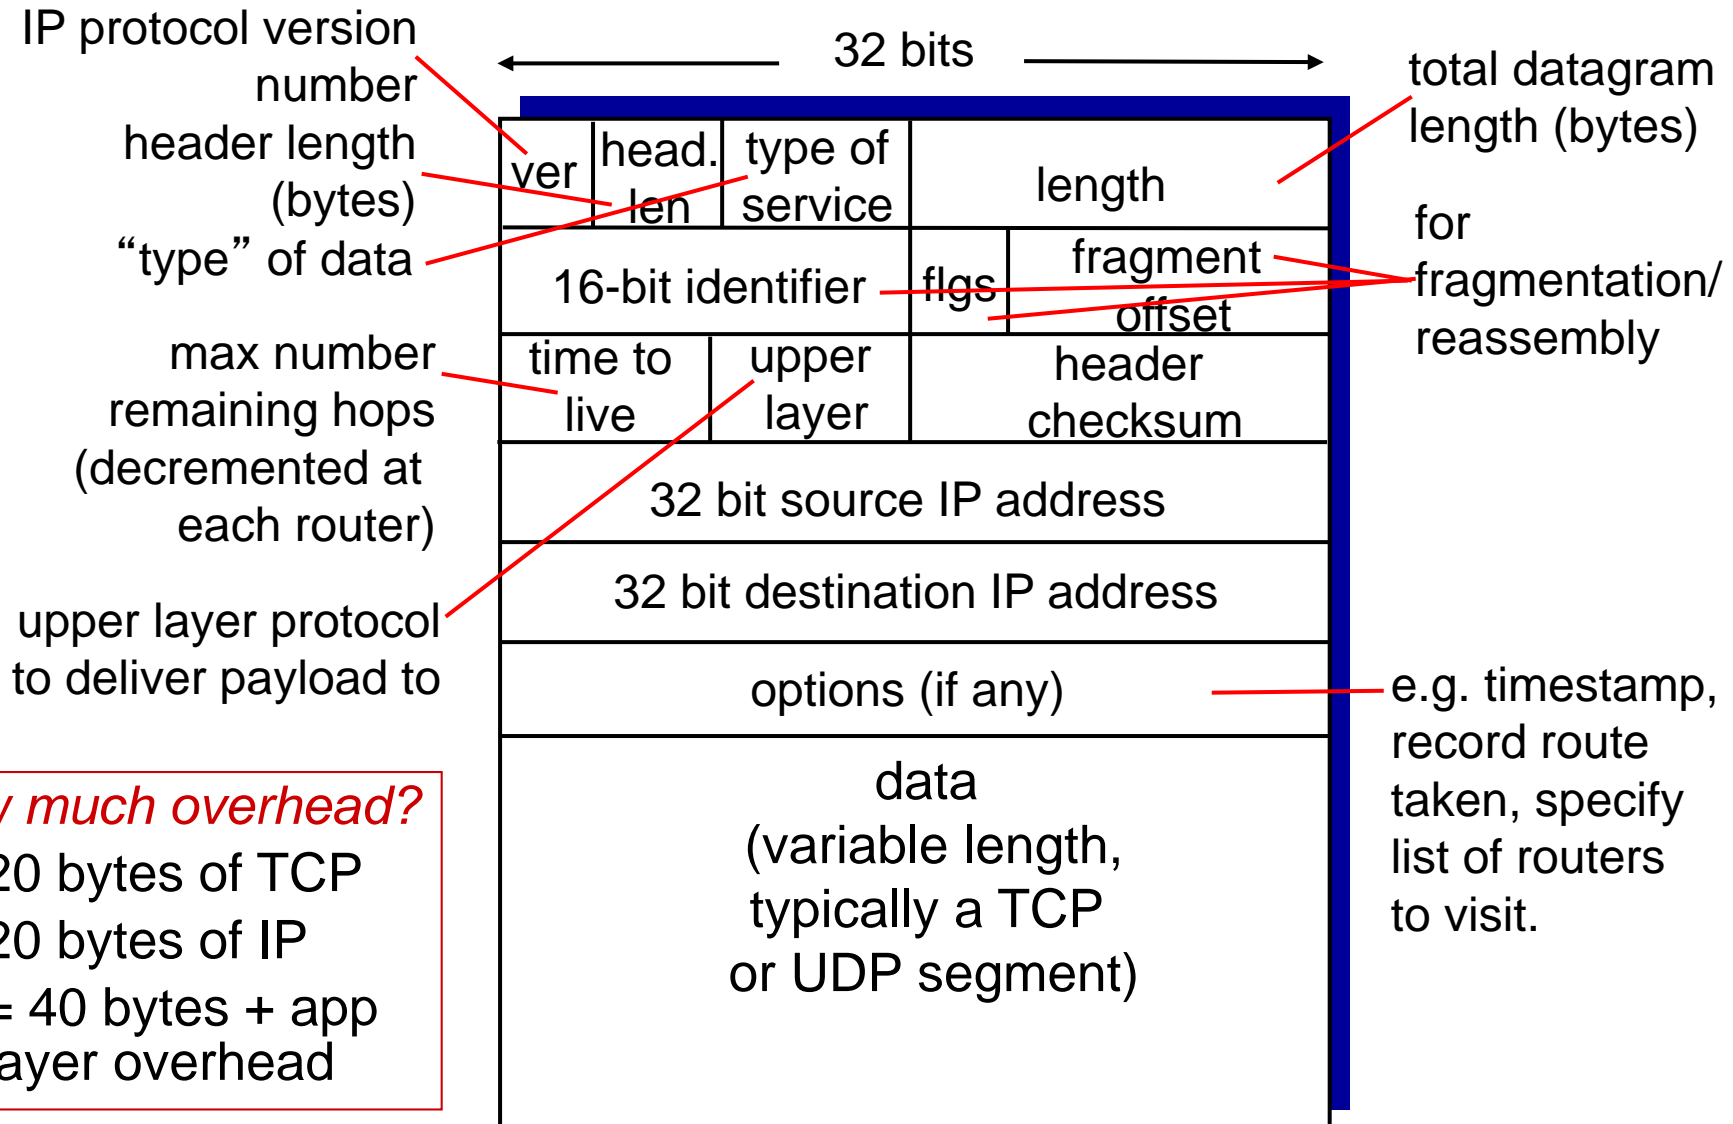 IP protocol version
number
header length
(bytes)
“type” of data
max number
remaining hops
(decremented at
each router)
upper layer protocol
to deliver payload to
much overhead?
20 bytes of TCP
20 bytes of IP
= 40 bytes + app
ayer overhead
32 bits
ver
head.
len
type of
service
length
16-bit identifier
flgs
fragment
offset
time to
live
upper
layer
header
checksum
32 bit source IP address
32 bit destination IP address
options (if any)
data
(variable length,
typically a TCP
or UDP segment)
total datagram
length (bytes)
for
fragmentation/
reassembly
e.g. timestamp,
record route
taken, specify
list of routers
to visit.